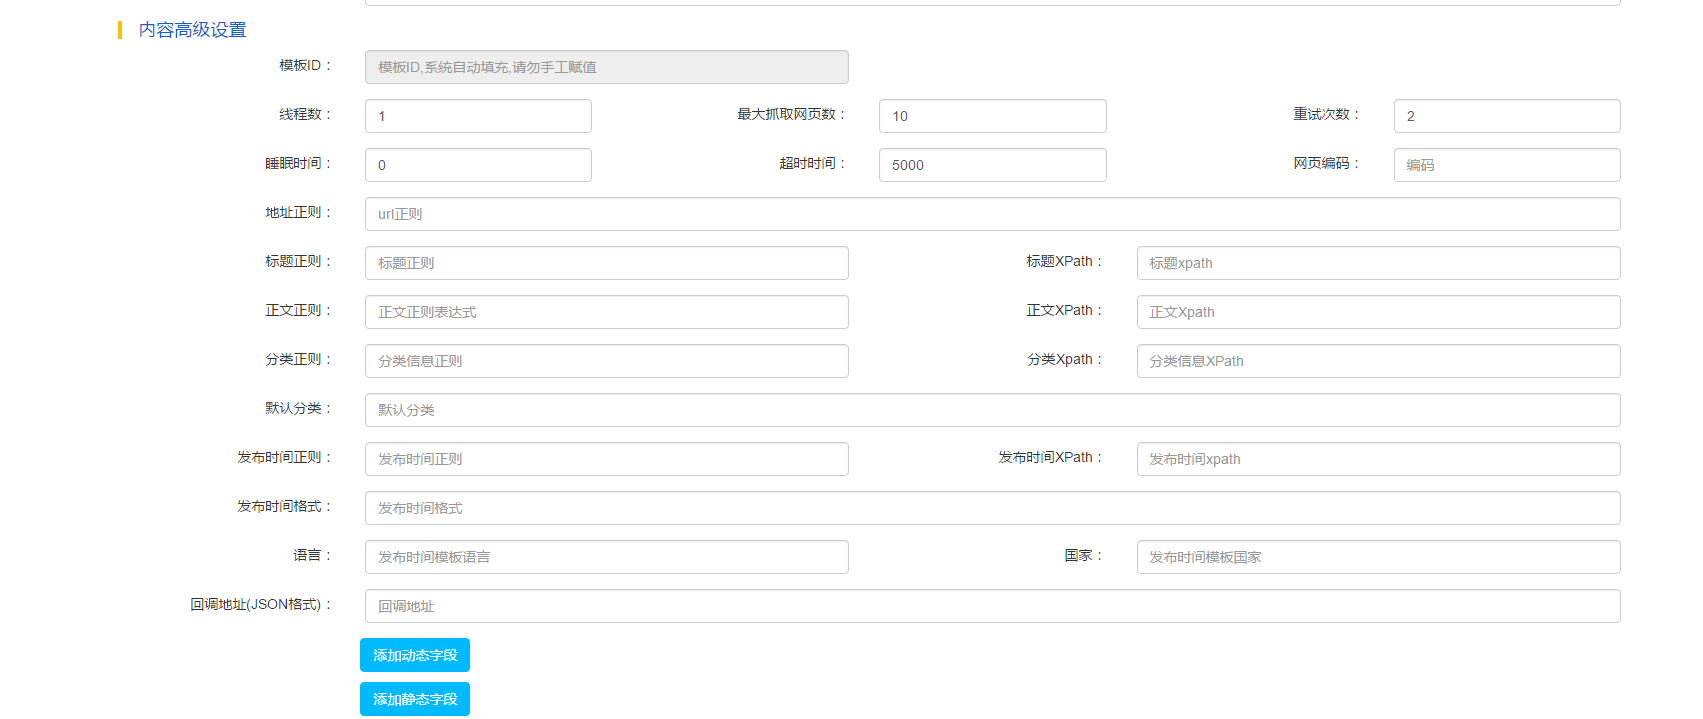 内容高级设置
模板ID： 模板ID,系统自动填充,请勿手工赋值
线程数： 1 最大抓取网页数： 10 重试次数： 2
睡眠时间： 0 超时时间： 5000 网页编码： 编码
地址正则： url正则
标题正则： 标题正则 标题XPath： 标题xpath
正文正则： 正文正则表达式 正文XPath： 正文Xpath
分类正则： 分类信息正则 分类Xpath： 分类信息XPath
默认分类： 默认分类
发布时间正则： 发布时间正则 发布时间XPath： 发布时间xpath
发布时间格式： 发布时间格式
语言： 发布时间模板语言 国家： 发布时间模板国家
回调地址(JSON格式)： 回调地址
添加动态字段
添加静态字段